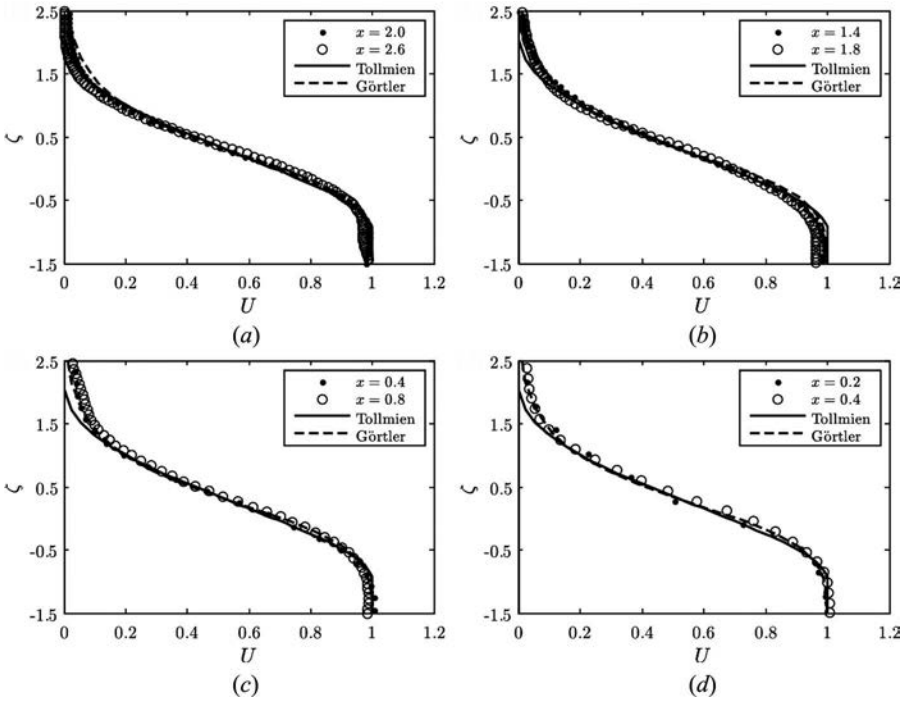 2.5
1.5
0.5
-0.5
-1.5
ζ
0 0.2 0.4 0.6 0.8 1 1.2
U
x = 2.0
x = 2.6
Tollmien
Görtler
(a)
2.5
1.5
0.5
-0.5
-1.5
ζ
0 0.2 0.4 0.6 0.8 1 1.2
U
x = 1.4
x = 1.8
Tollmien
Görtler
(b)
2.5
1.5
0.5
-0.5
-1.5
ζ
0 0.2 0.4 0.6 0.8 1 1.2
U
x = 0.4
x = 0.8
Tollmien
Görtler
(c)
2.5
1.5
0.5
-0.5
-1.5
ζ
0 0.2 0.4 0.6 0.8 1 1.2
U
x = 0.2
x = 0.4
Tollmien
Görtler
(d)